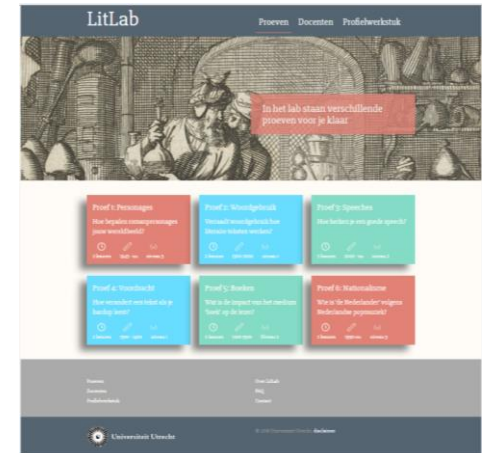 LitLab
Proeven Docenten Profielwerkstuk
In het lab staan verschillende
proeven voor je klaar
Proef 1: Personages
Hoe bepalen romanpersonages
jouw wereldbeeld?
Proef 2: Woordgebruik
Verraadt woordgebruik hoe
literaire teksten werken?
Proef 3: Speeches
Hoe herken je een goede speech?
Proef 4: Voordracht
Hoe verandert een tekst als je
hardop leest?
Proef 5: Boeken
Wat is de impact van het medium
'boek' op de lezer?
Proef 6: Nationalisme
Wie is 'de Nederlander' volgens
Nederlandse popmuziek?
Proeven
Docenten
Profielwerkstuk
Over LitLab
FAQ
Contact
Universiteit Utrecht
disclaimer